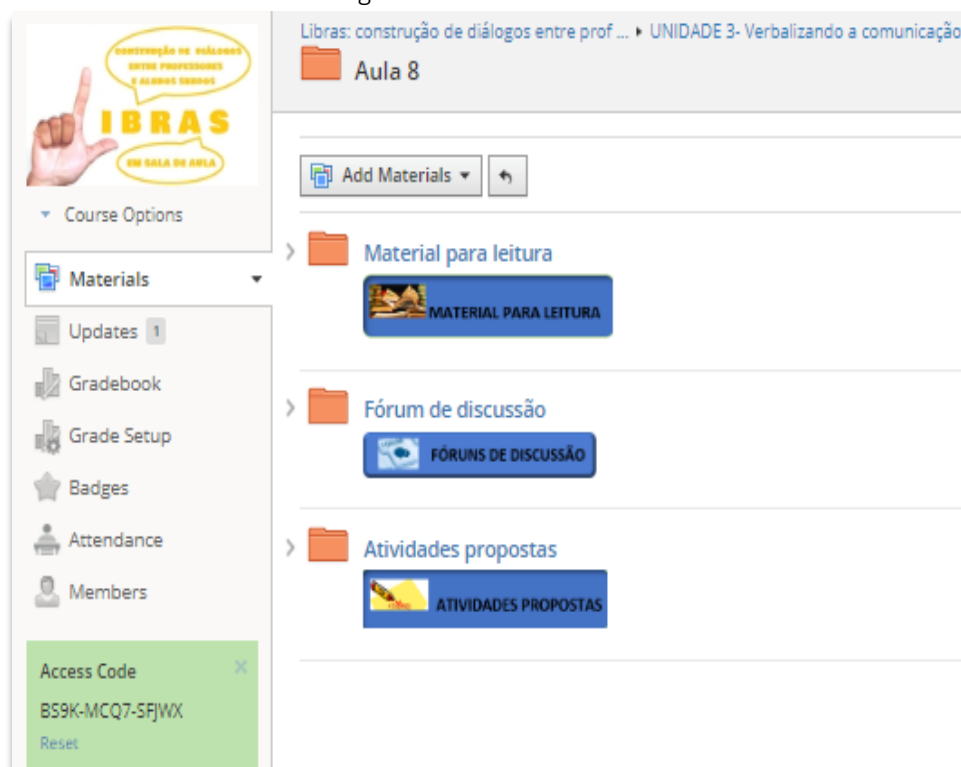 Libras: construção de diálogos entre prof ... ▸ UNIDADE 3- Verbalizando a comunicação
Aula 8
CONSTRUÇÃO DE DIÁLOGOS
ENTRE PROFESSORES
E ALUNOS SURDOS
IBRAS
EM SALA DE AULA
Course Options
Materials
Updates 1
Gradebook
Grade Setup
Badges
Attendance
Members
Access Code
BS9K-MCQ7-SFJWX
Reset
Add Materials
Material para leitura
MATERIAL PARA LEITURA
Fórum de discussão
FÓRUNS DE DISCUSSÃO
Atividades propostas
ATIVIDADES PROPOSTAS